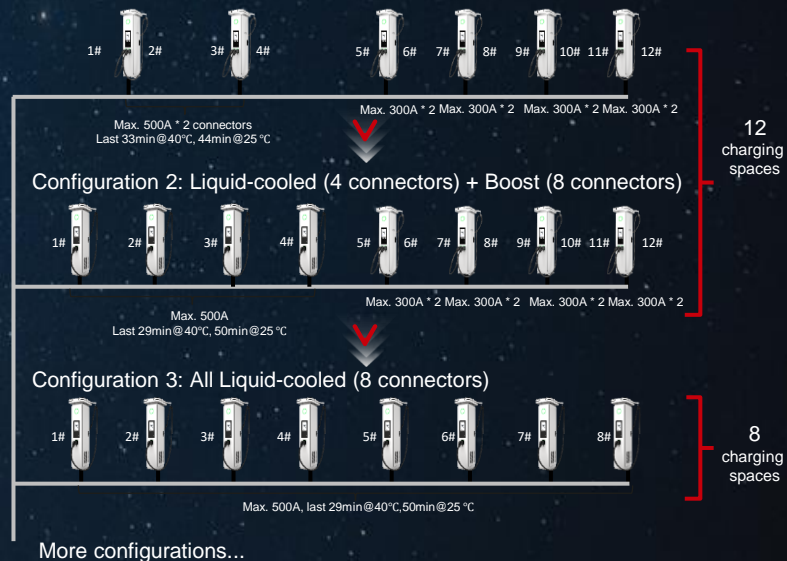 1# 2# 3# 4# 5# 6# 7# 8# 9# 10# 11# 12#
Max. 300A * 2 Max. 300A * 2 Max. 300A * 2 Max. 300A * 2
Max. 500A * 2 connectors
Last 33min@40℃, 44min@25 ℃
12
charging
spaces
Configuration 2: Liquid-cooled (4 connectors) + Boost (8 connectors)
1# 2# 3# 4# 5# 6# 7# 8# 9# 10# 11# 12#
Max. 300A * 2 Max. 300A * 2 Max. 300A * 2 Max. 300A * 2
Max. 500A
Last 29min@40℃, 50min@25 ℃
Configuration 3: All Liquid-cooled (8 connectors)
1# 2# 3# 4# 5# 6# 7# 8#
8
charging
spaces
Max. 500A, last 29min@40℃,50min@25 ℃
More configurations...